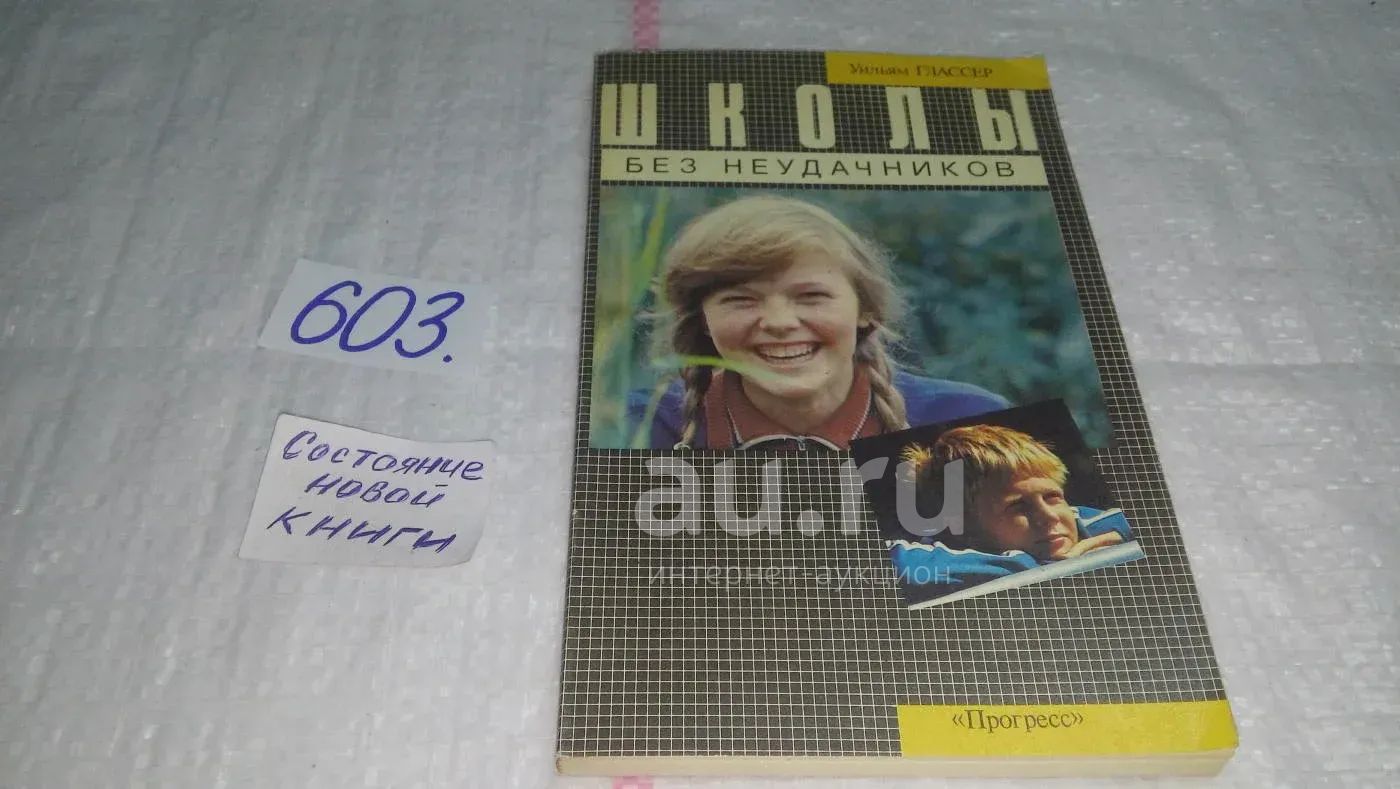 Уильям ГЛАССЕР
ШКОЛЫ
БЕЗ НЕУДАЧНИКОВ
603.
Состояние
новой
книги
au.ru
интернет-аукцион
«Прогресс»